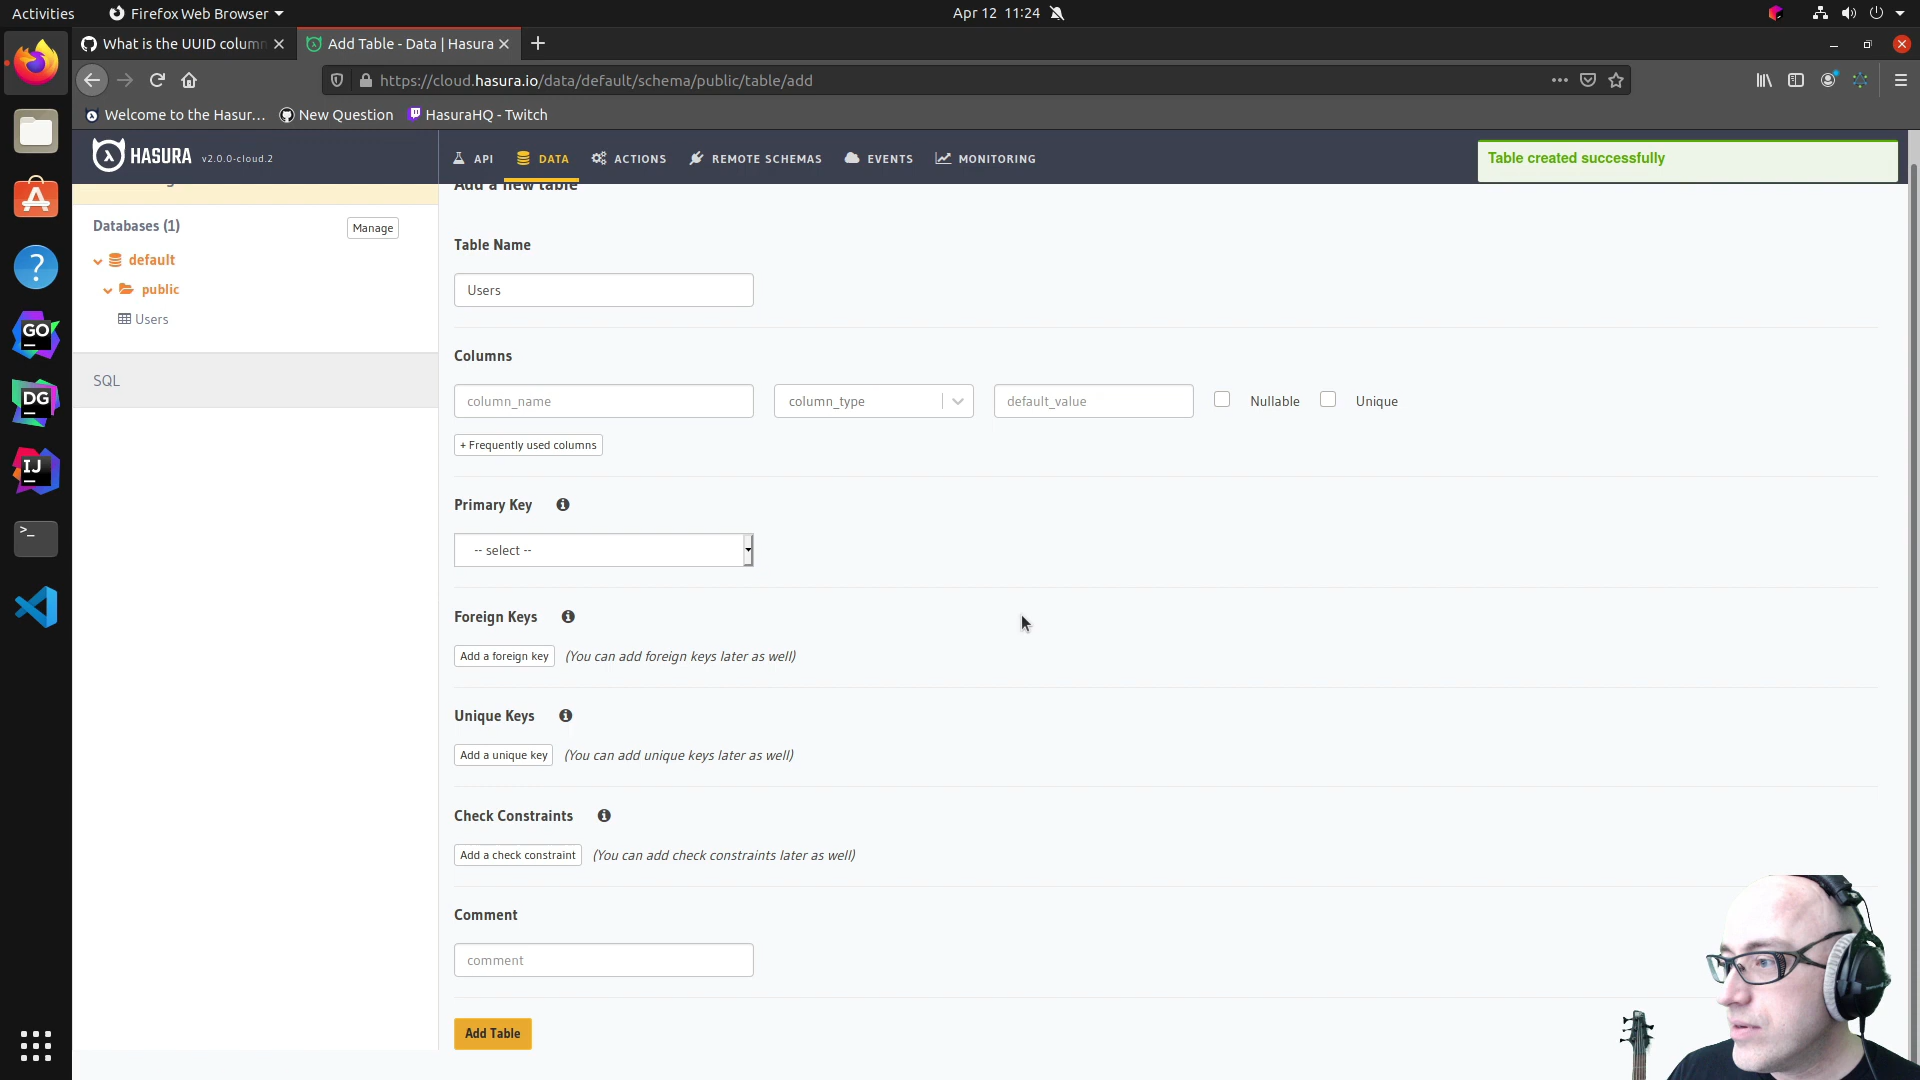 Activities
Firefox Web Browser
Apr 12 11:24
What is the UUID colum
Add Table - Data | Hasura
https://cloud.hasura.io/data/default/schema/public/table/add
Welcome to the Hasur…
New Question
HasuraHQ - Twitch
HASURA
v2.0.0-cloud.2
API
DATA
ACTIONS
REMOTE SCHEMAS
EVENTS
MONITORING
Table created successfully
Add a new table
Databases (1)
Manage
default
public
Users
SQL
Table Name
Users
Columns
column_name
column_type
default_value
Nullable
Unique
+ Frequently used columns
Primary Key
-- select --
Foreign Keys
Add a foreign key
(You can add foreign keys later as well)
Unique Keys
Add a unique key
(You can add unique keys later as well)
Check Constraints
Add a check constraint
(You can add check constraints later as well)
Comment
comment
Add Table
GO
DG
IJ
>_